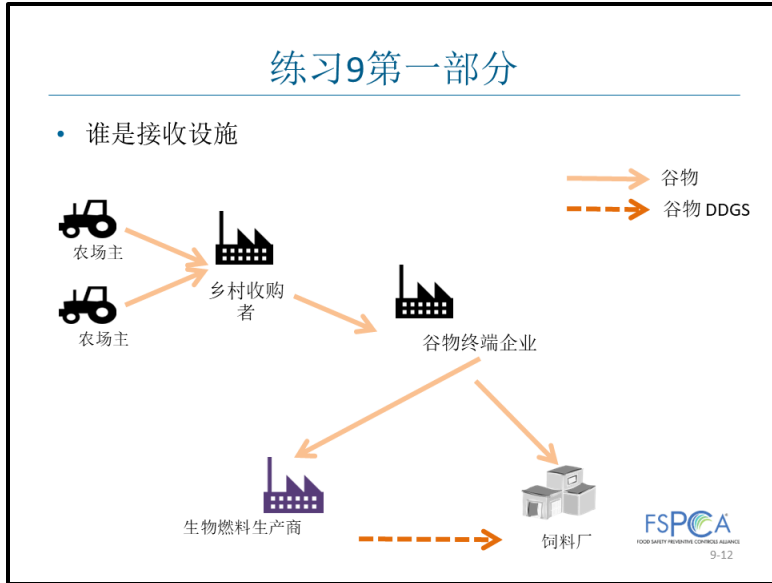 练习9第一部分
• 谁是接收设施
谷物
谷物 DDGS
农场主
乡村收购
者
农场主
谷物终端企业
生物燃料生产商
饲料厂
FSPCA
FOOD SAFETY PREVENTIVE CONTROLS ALLIANCE
9-12